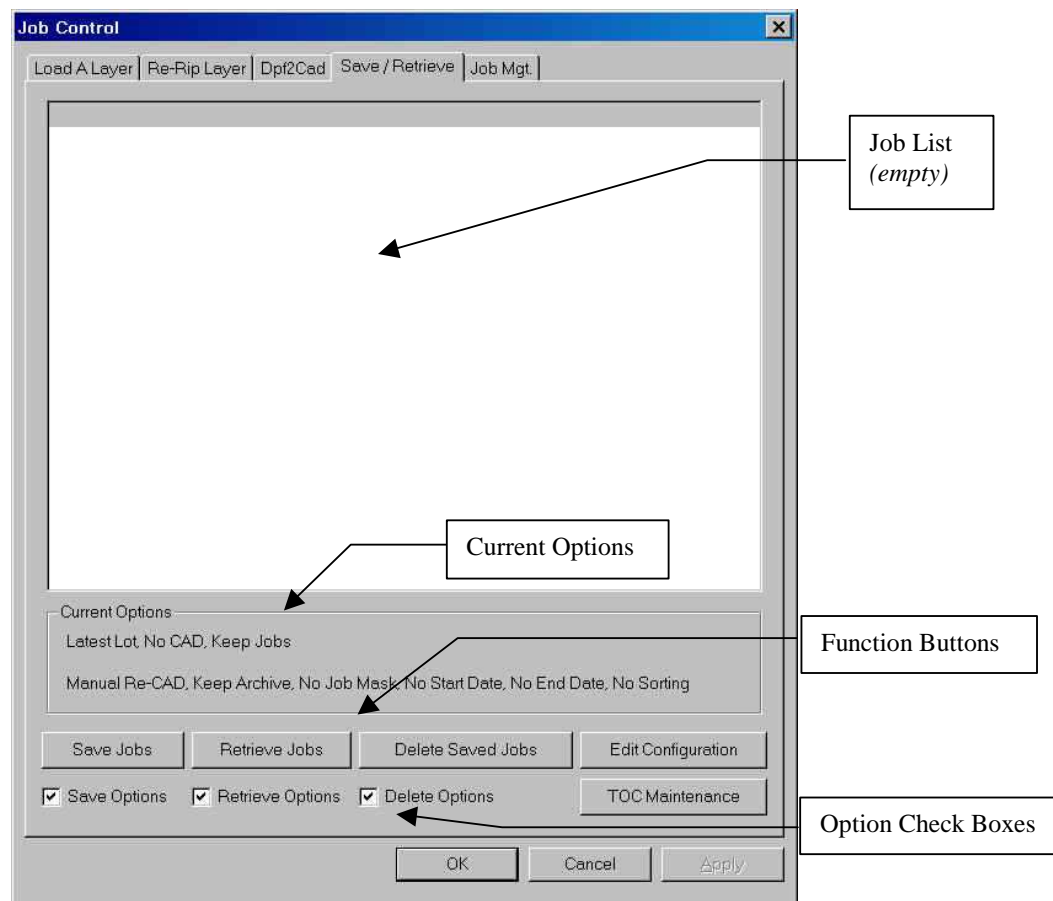 Job Control
Load A Layer
Re-Rip Layer
Dpf2Cad
Save / Retrieve
Job Mgt.
Job List
(empty)
Current Options
Current Options
Latest Lot, No CAD, Keep Jobs
Function Buttons
Manual Re-CAD, Keep Archive, No Job Mask, No Start Date, No End Date, No Sorting
Save Jobs
Retrieve Jobs
Delete Saved Jobs
Edit Configuration
Save Options
Retrieve Options
Delete Options
TOC Maintenance
Option Check Boxes
OK
Cancel
Apply